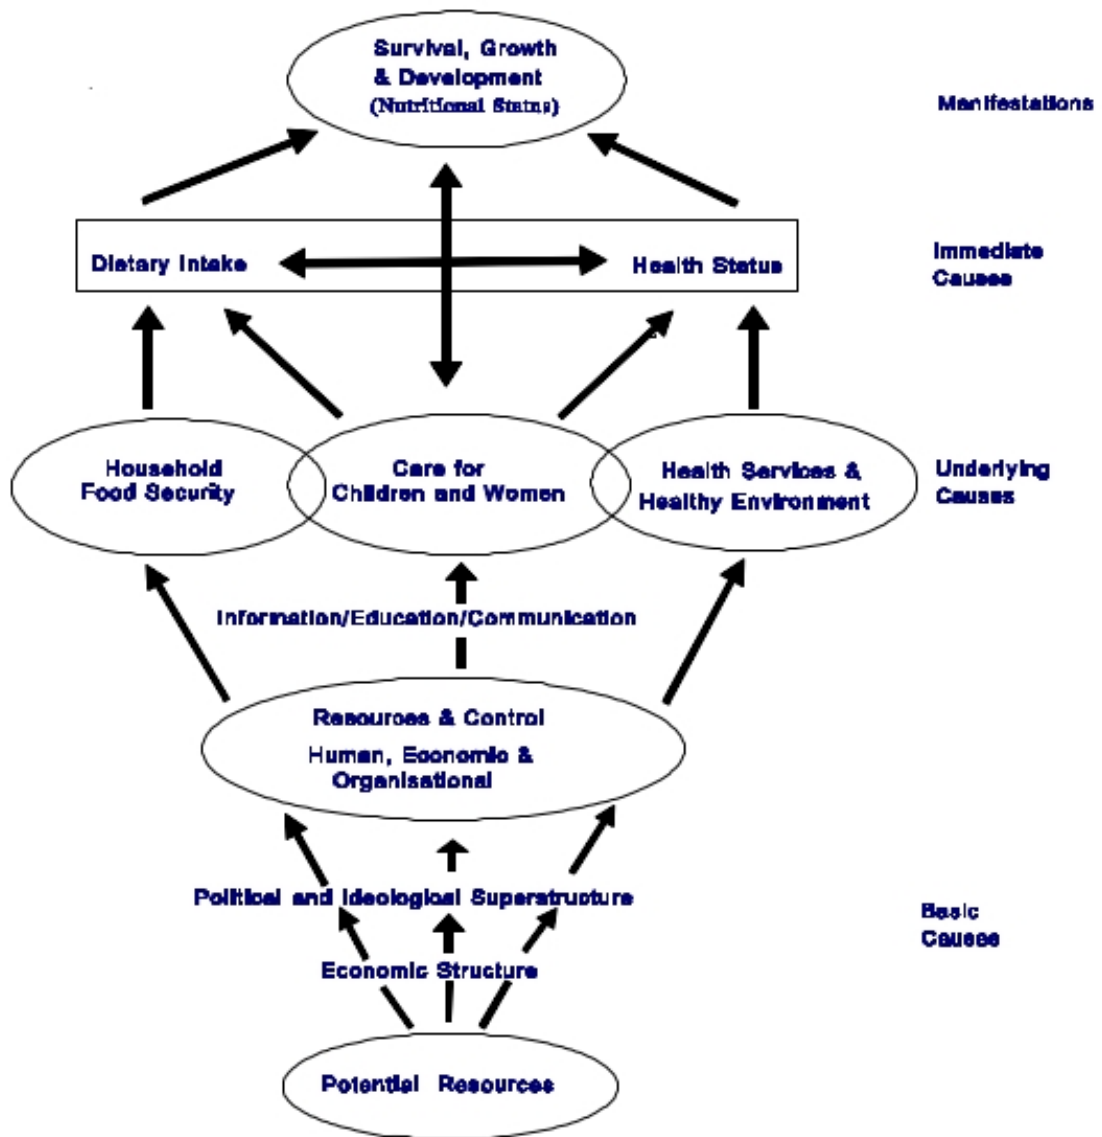 Survival, Growth
& Development
(Nutritional Status)
Manifestations
Dietary Intake
Health Status
Immediate
Causes
Household
Food Security
Care for
Children and Women
Health Services &
Healthy Environment
Underlying
Causes
Information/Education/Communication
Resources & Control
Human, Economic &
Organisational
Political and Ideological Superstructure
Basic
Causes
Economic Structure
Potential Resources